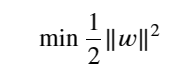 min 1/2 ‖w‖²